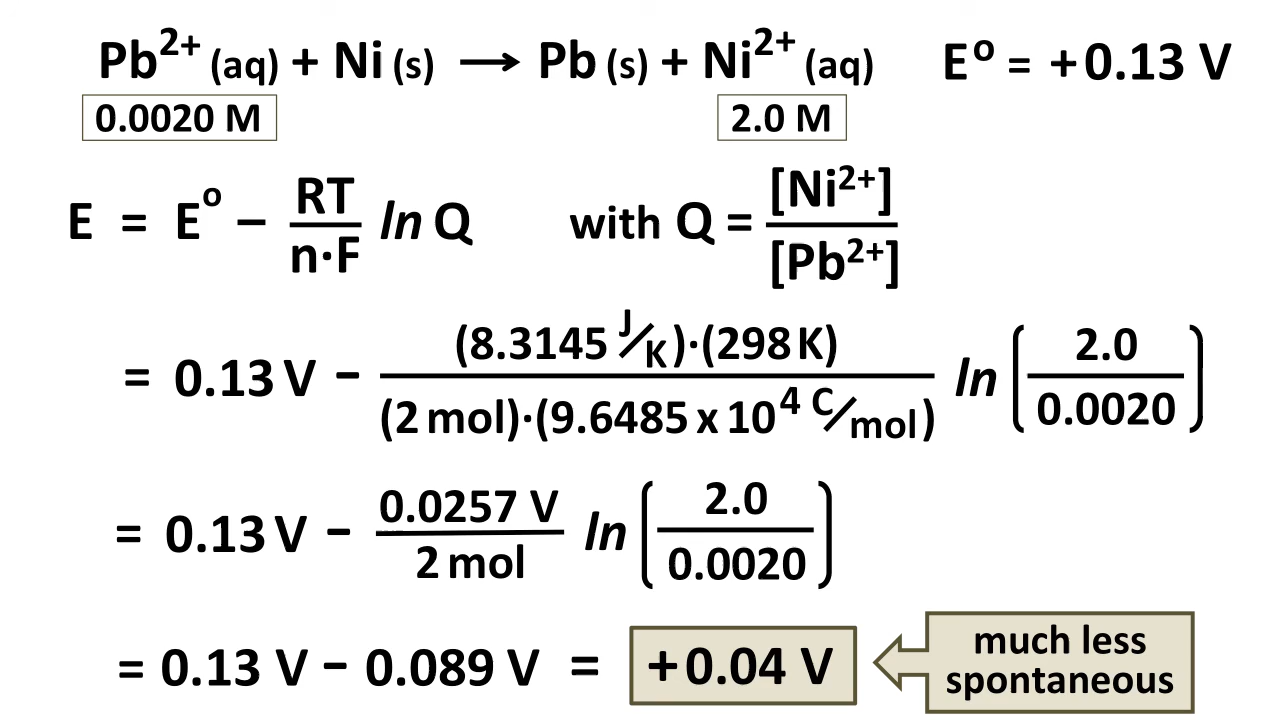 Pb²⁺ (aq) + Ni (s) → Pb (s) + Ni²⁺ (aq) Eº = +0.13 V
0.0020 M 2.0 M
E = Eº − RT / n·F ln Q with Q = [Ni²⁺] / [Pb²⁺]
= 0.13 V − (8.3145 J/K)·(298 K) / (2 mol)·(9.6485 x 10⁴ C/mol) ln (2.0 / 0.0020)
= 0.13 V − 0.0257 V / 2 mol ln (2.0 / 0.0020)
= 0.13 V − 0.089 V = +0.04 V
much less
spontaneous